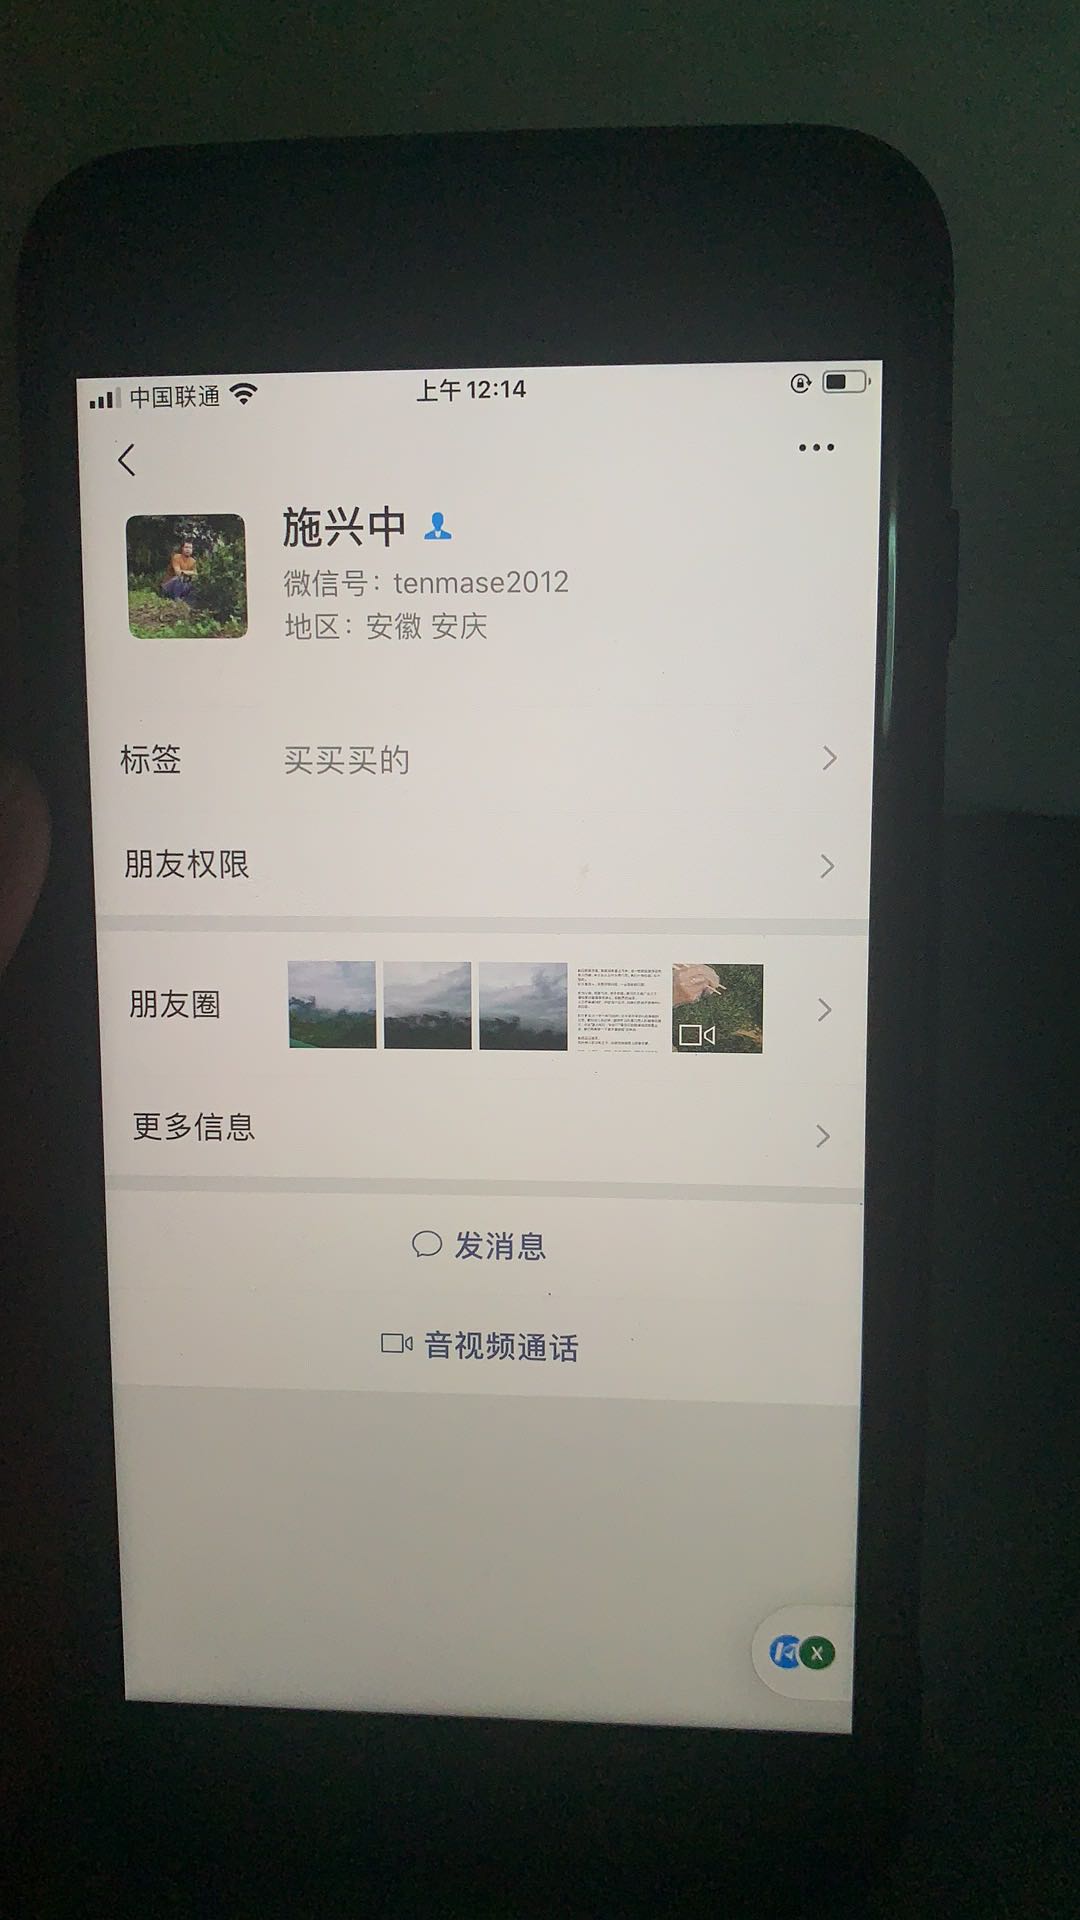 中国联通
上午12:14
施兴中
微信号：tenmase2012
地区：安徽 安庆
标签 买买买的
朋友权限
朋友圈
更多信息
发消息
音视频通话
X